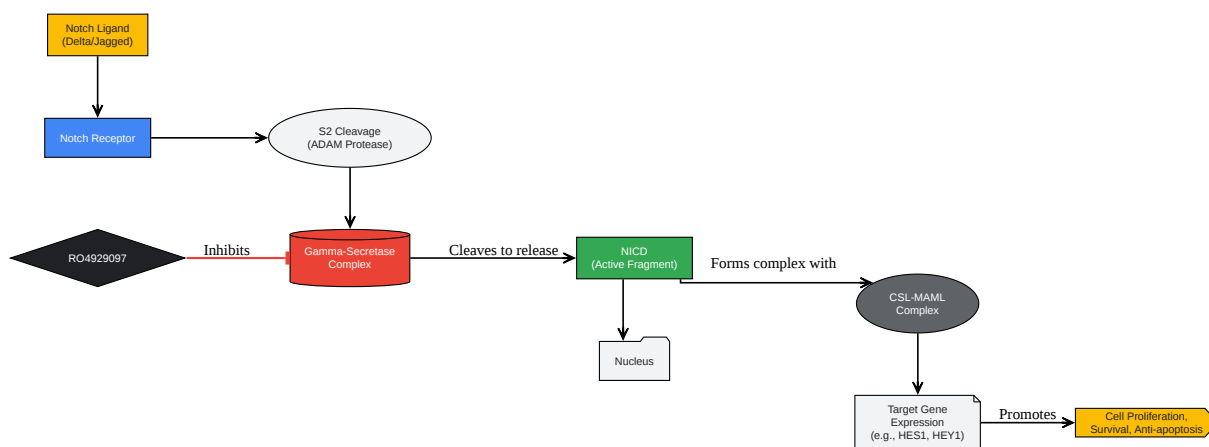 Notch Ligand
(Delta/Jagged)
Notch Receptor
S2 Cleavage
(ADAM Protease)
RO4929097
Inhibits
Gamma-Secretase
Complex
Cleaves to release
NICD
(Active Fragment)
Forms complex with
CSL-MAML
Complex
Nucleus
Target Gene
Expression
(e.g., HES1, HEY1)
Promotes
Cell Proliferation,
Survival, Anti-apoptosis